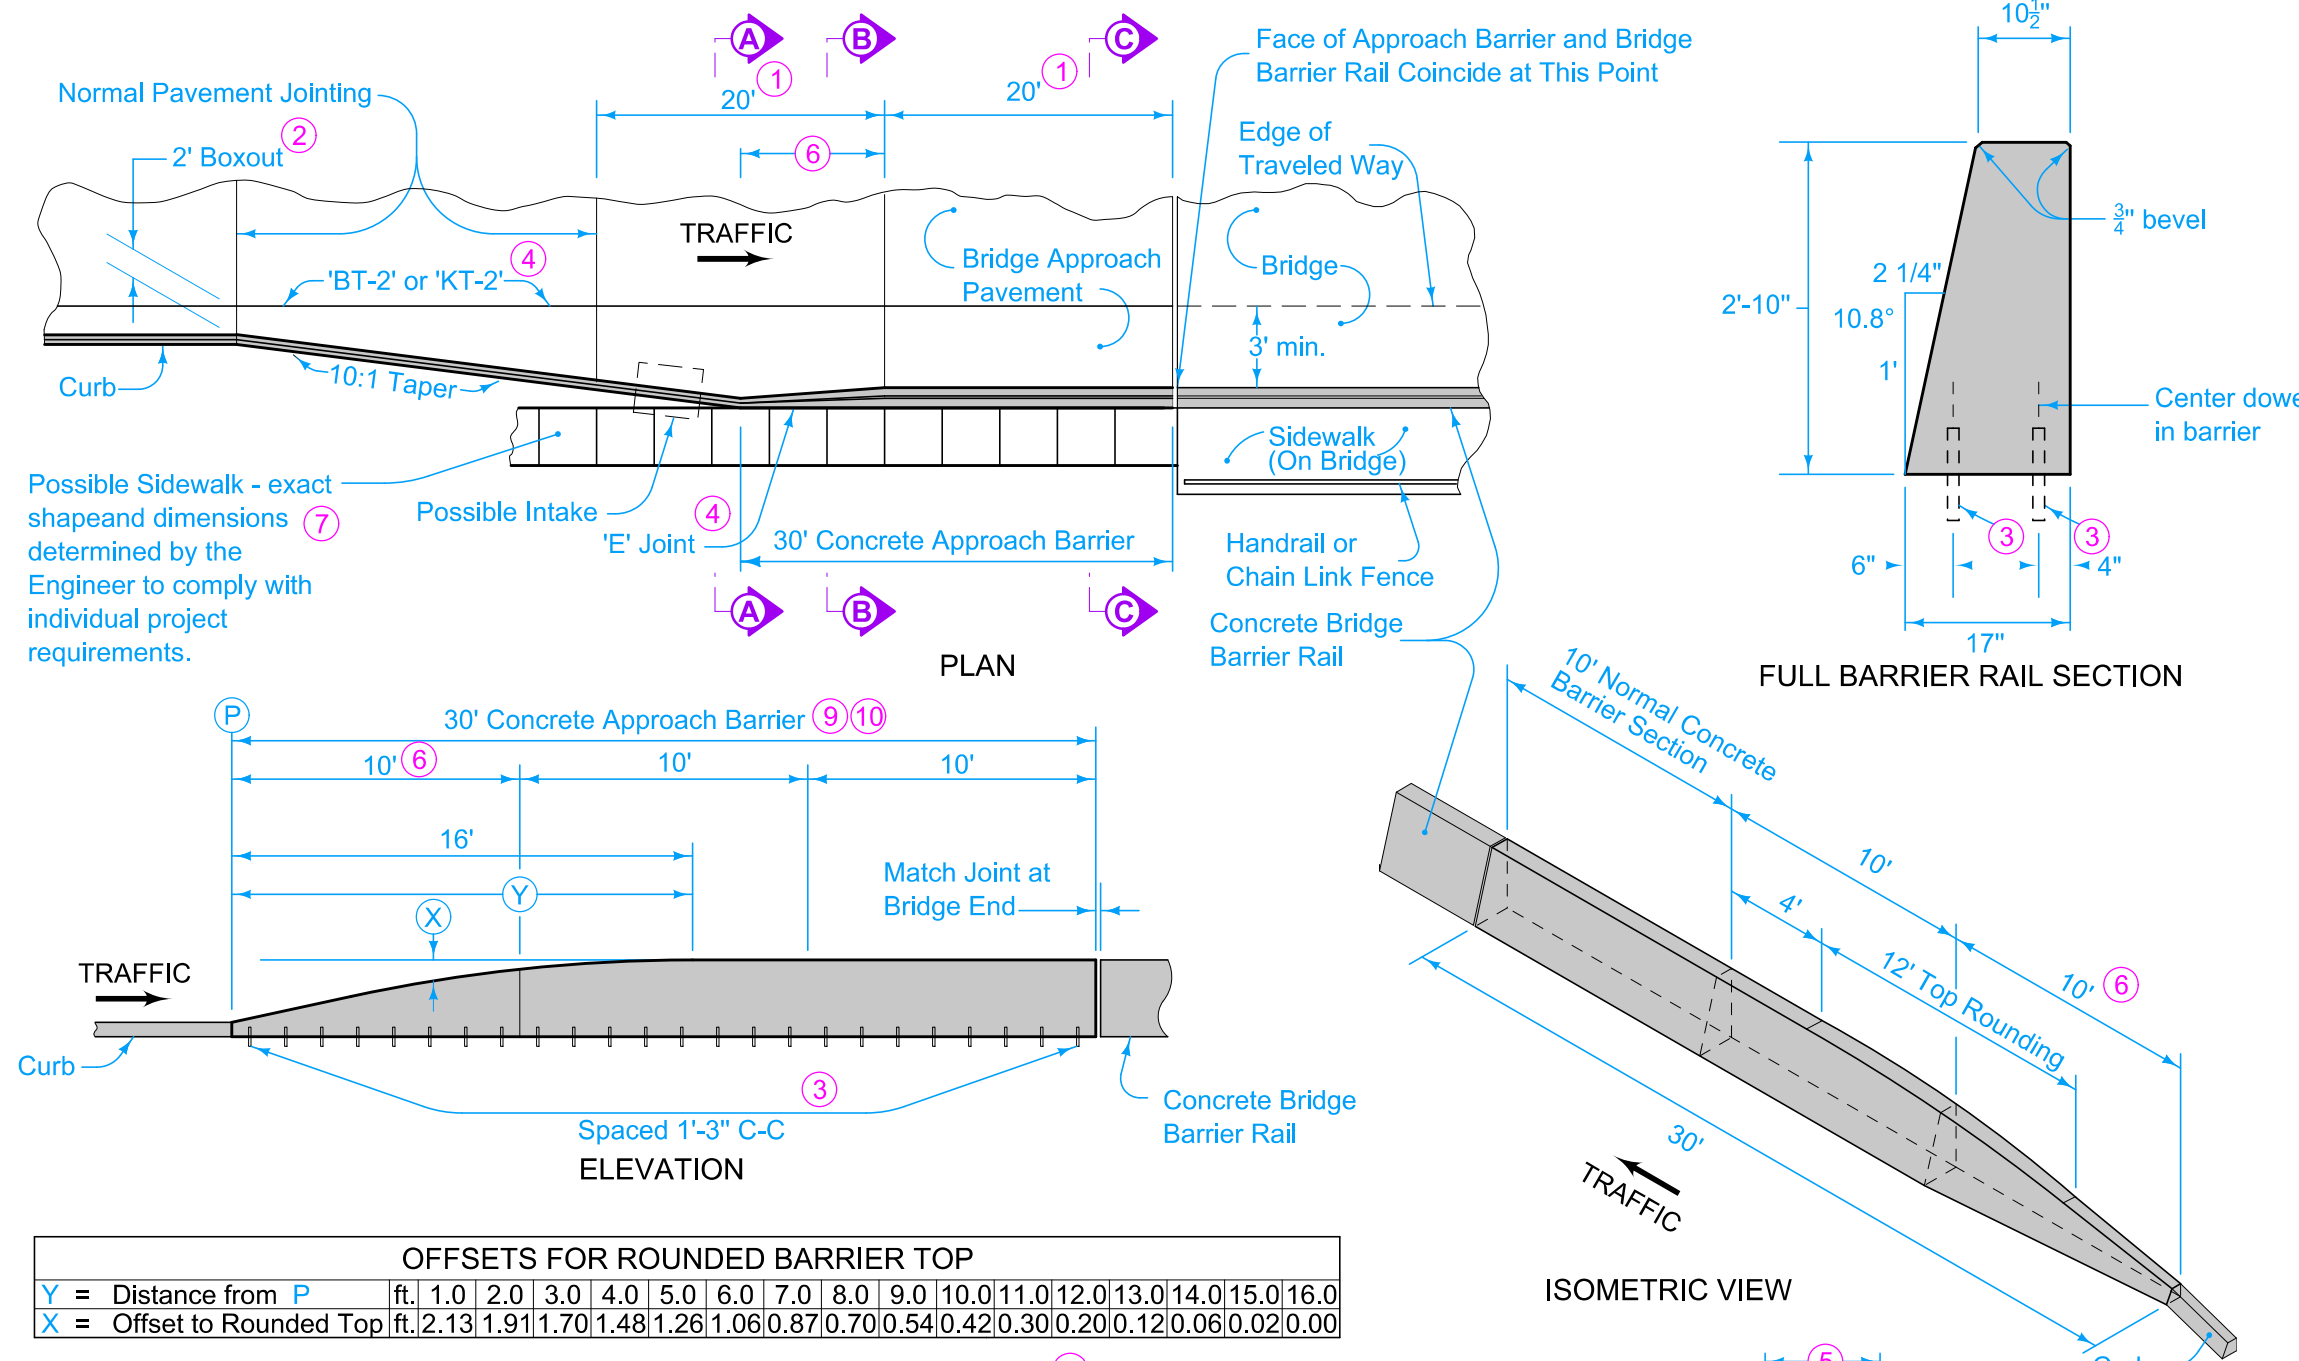 A
B
C
1
20'
1
20'
6
Face of Approach Barrier and Bridge
Barrier Rail Coincide at This Point
Normal Pavement Jointing
2
2' Boxout
Edge of
Traveled Way
TRAFFIC
4
'BT-2' or 'KT-2'
Bridge Approach
Pavement
Bridge
3' min.
Curb
10:1 Taper
Sidewalk
(On Bridge)
Possible Sidewalk - exact
shapeand dimensions
determined by the
Engineer to comply with
individual project
requirements.
7
Possible Intake
4
'E' Joint
30' Concrete Approach Barrier
Handrail or
Chain Link Fence
A
B
C
Concrete Bridge
Barrier Rail
PLAN
10½"
¾" bevel
2 1/4"
2'-10"
10.8°
1'
Center dowe
in barrier
3
3
6"
4"
17"
FULL BARRIER RAIL SECTION
P
30' Concrete Approach Barrier 9 10
10' 6
10'
10'
16'
Y
X
Match Joint at
Bridge End
TRAFFIC
Curb
3
Spaced 1'-3" C-C
Concrete Bridge
Barrier Rail
ELEVATION
10' Normal Concrete
Barrier Section
10'
4'
12' Top Rounding
10' 6
30'
TRAFFIC
ISOMETRIC VIEW
OFFSETS FOR ROUNDED BARRIER TOP
Y = Distance from P ft. 1.0 2.0 3.0 4.0 5.0 6.0 7.0 8.0 9.0 10.0 11.0 12.0 13.0 14.0 15.0 16.0
X = Offset to Rounded Top ft. 2.13 1.91 1.70 1.48 1.26 1.06 0.87 0.70 0.54 0.42 0.30 0.20 0.12 0.06 0.02 0.00
5